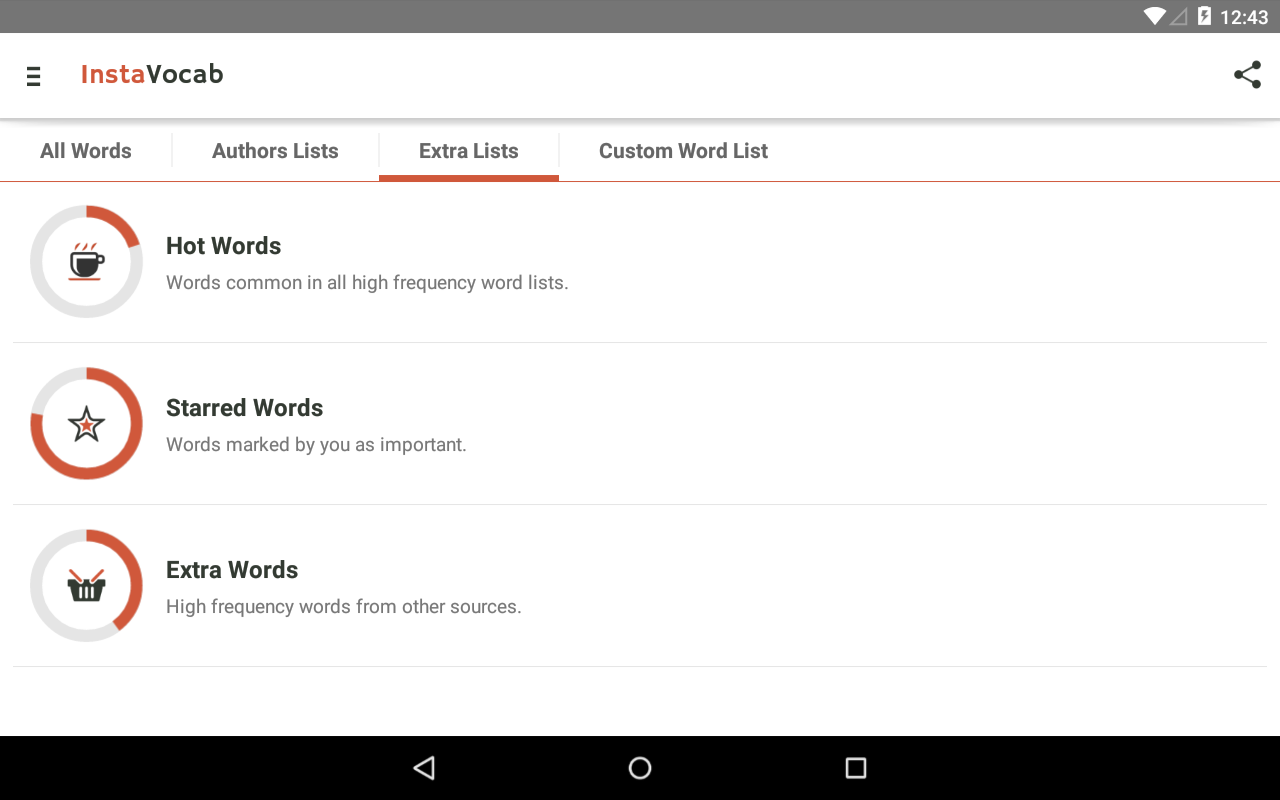 12:43
InstaVocab
All Words
Authors Lists
Extra Lists
Custom Word List
Hot Words
Words common in all high frequency word lists.
Starred Words
Words marked by you as important.
Extra Words
High frequency words from other sources.